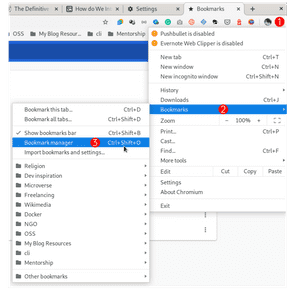 The Definitive
How do We In
Settings
Bookmarks
OSS
My Blog Resour...
Cli
Mentorship
1
Pushbullet is disabled
Evernote Web Clipper is disabled
New tab Ctrl+T
New window Ctrl+N
New incognito window Ctrl+Shift+N
History
Downloads Ctrl+J
Bookmarks 2
Zoom - 100% +
Print... Ctrl+P
Cast...
Find... Ctrl+F
More tools
Edit Cut Copy Paste
Settings
About Chromium
Exit
Bookmark this tab... Ctrl+D
Bookmark all tabs... Ctrl+Shift+D
Show bookmarks bar Ctrl+Shift+B
Bookmark manager 3 Ctrl+Shift+O
Import bookmarks and settings...
Religion
Dev inspiration
Microverse
Freelancing
Wikimedia
Docker
NGO
OSS
My Blog Resources
cli
Mentorship
Other bookmarks